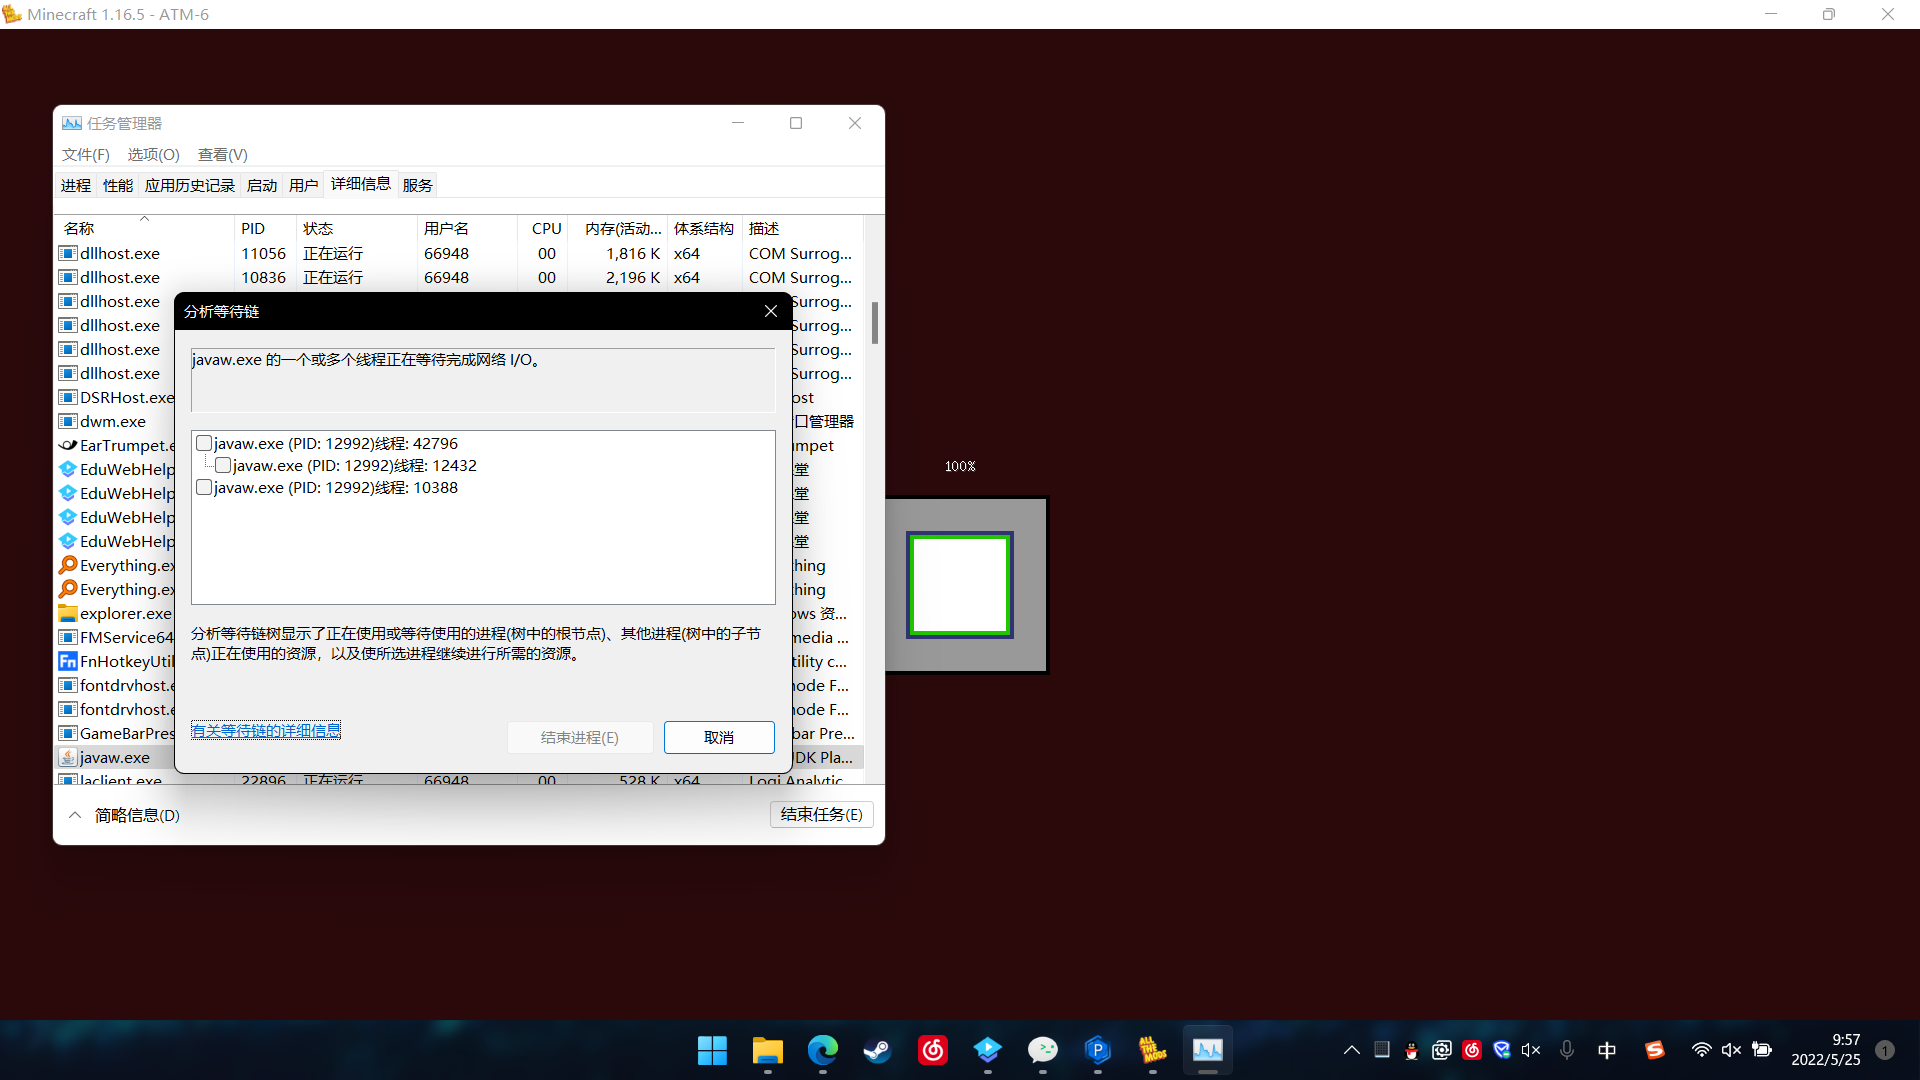 Minecraft 1.16.5 - ATM-6
任务管理器
文件(F) 选项(O) 查看(V)
进程 性能 应用历史记录 启动 用户 详细信息 服务
名称 PID 状态 用户名 CPU 内存(活动... 体系结构 描述
dllhost.exe 11056 正在运行 66948 00 1,816 K x64 COM Surrog...
dllhost.exe 10836 正在运行 66948 00 2,196 K x64 COM Surrog...
dllhost.exe Surrog...
dllhost.exe Surrog...
dllhost.exe Surrog...
dllhost.exe Surrog...
DSRHost.exe ost
dwm.exe 口管理器
EarTrumpet.e umpet
EduWebHelp 堂
EduWebHelp 堂
EduWebHelp 堂
EduWebHelp 堂
Everything.ex hing
Everything.ex hing
explorer.exe ows 资...
FMService64 media ...
FnHotkeyUtil tility c...
fontdrvhost.e node F...
fontdrvhost.e node F...
GameBarPres bar Pre...
javaw.exe JDK Pla...
laclient.exe 22896 正在运行 66948 00 528 K x64 Logi Analytic
简略信息(D) 结束任务(E)
分析等待链
javaw.exe 的一个或多个线程正在等待完成网络 I/O。
javaw.exe (PID: 12992)线程: 42796
javaw.exe (PID: 12992)线程: 12432
javaw.exe (PID: 12992)线程: 10388
分析等待链树显示了正在使用或等待使用的进程(树中的根节点)、其他进程(树中的子节
点)正在使用的资源，以及使所选进程继续进行所需的资源。
有关等待链的详细信息 结束进程(E) 取消
100%
Fn
P
ALL THE MODS
中
S
9:57
2022/5/25
1